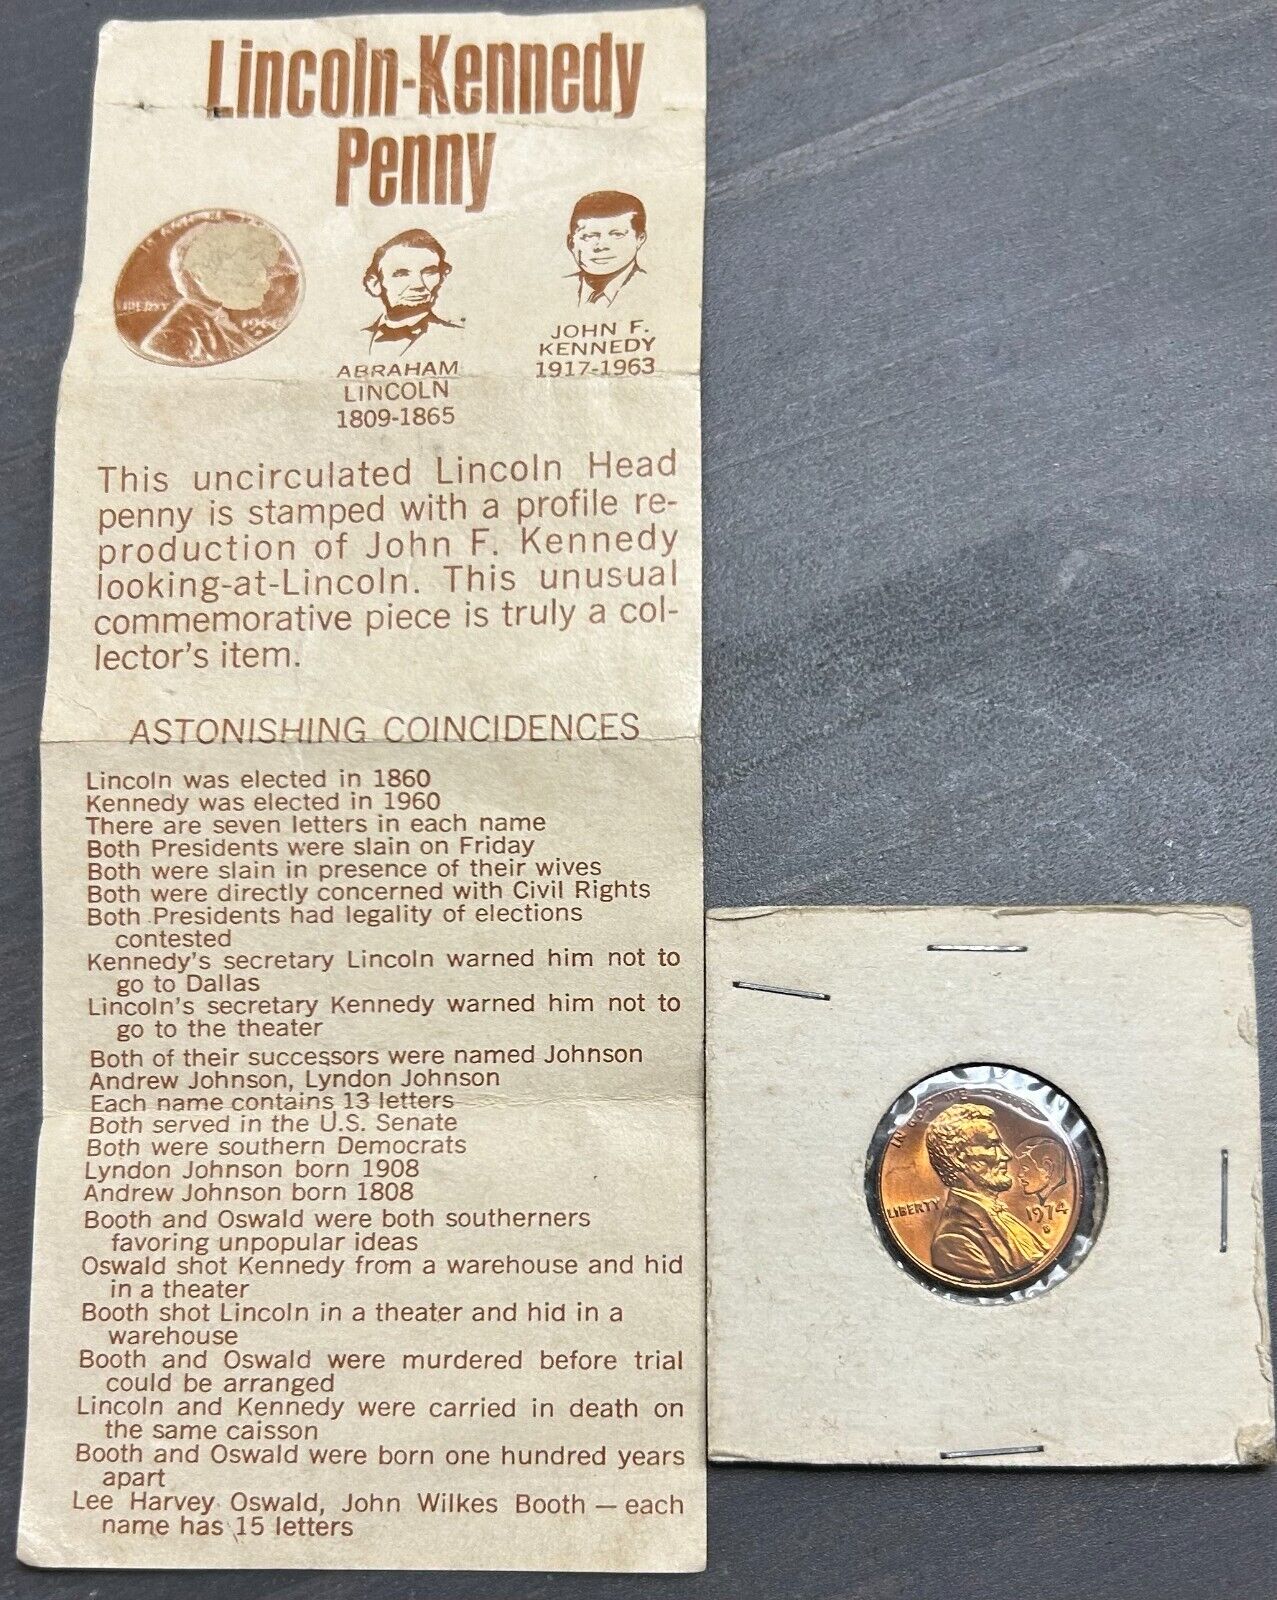 Lincoln-Kennedy
Penny
LIBERTY
ABRAHAM
LINCOLN
1809-1865
JOHN F.
KENNEDY
1917-1963
This uncirculated Lincoln Head
penny is stamped with a profile re-
production of John F. Kennedy
looking-at-Lincoln. This unusual
commemorative piece is truly a col-
lector's item.
ASTONISHING COINCIDENCES
Lincoln was elected in 1860
Kennedy was elected in 1960
There are seven letters in each name
Both Presidents were slain on Friday
Both were slain in presence of their wives
Both were directly concerned with Civil Rights
Both Presidents had legality of elections
contested
Kennedy's secretary Lincoln warned him not to
go to Dallas
Lincoln's secretary Kennedy warned him not to
go to the theater
Both of their successors were named Johnson
Andrew Johnson, Lyndon Johnson
Each name contains 13 letters
Both served in the U.S. Senate
Both were southern Democrats
Lyndon Johnson born 1908
Andrew Johnson born 1808
Booth and Oswald were both southerners
favoring unpopular ideas
Oswald shot Kennedy from a warehouse and hid
in a theater
Booth shot Lincoln in a theater and hid in a
warehouse
Booth and Oswald were murdered before trial
could be arranged
Lincoln and Kennedy were carried in death on
the same caisson
Booth and Oswald were born one hundred years
apart
Lee Harvey Oswald, John Wilkes Booth — each
name has 15 letters
IN GOD WE
LIBERTY
1974
S